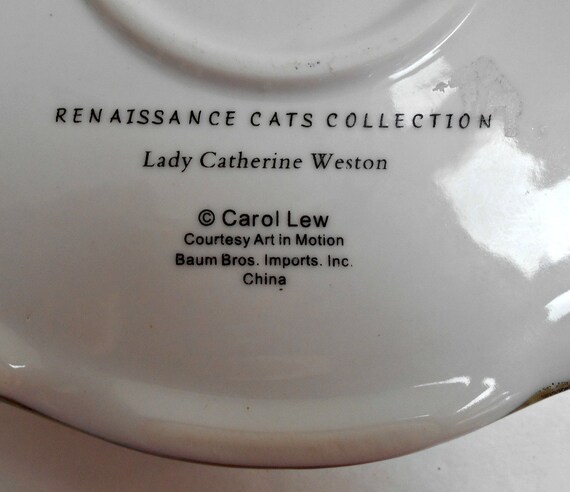 RENAISSANCE CATS COLLECTION
Lady Catherine Weston
© Carol Lew
Courtesy Art in Motion
Baum Bros. Imports. Inc.
China